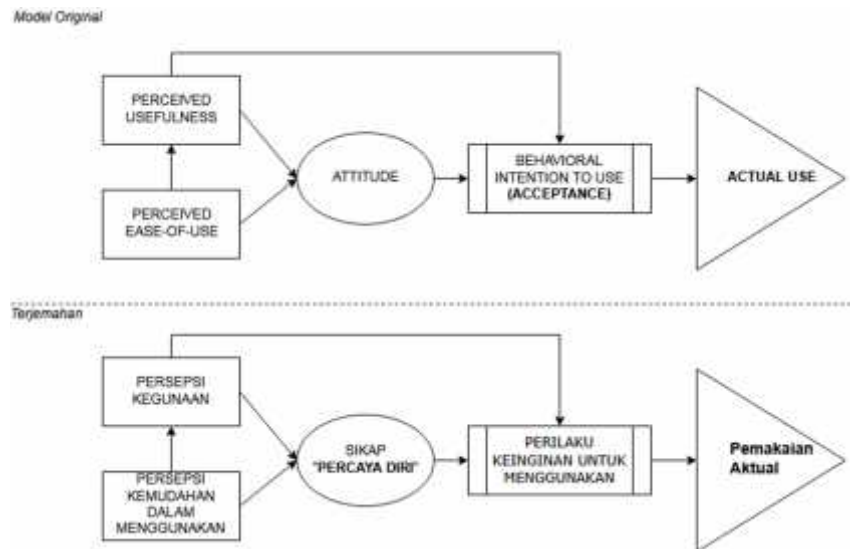 Model Original
PERCEIVED
USEFULNESS
PERCEIVED
EASE-OF-USE
ATTITUDE
BEHAVIORAL
INTENTION TO USE
(ACCEPTANCE)
ACTUAL USE
Terjemahan
PERSEPSI
KEGUNAAN
PERSEPSI
KEMUDAHAN
DALAM
MENGGUNAKAN
SIKAP
"PERCAYA DIRI"
PERILAKU
KEINGINAN UNTUK
MENGGUNAKAN
Pemakaian
Aktual